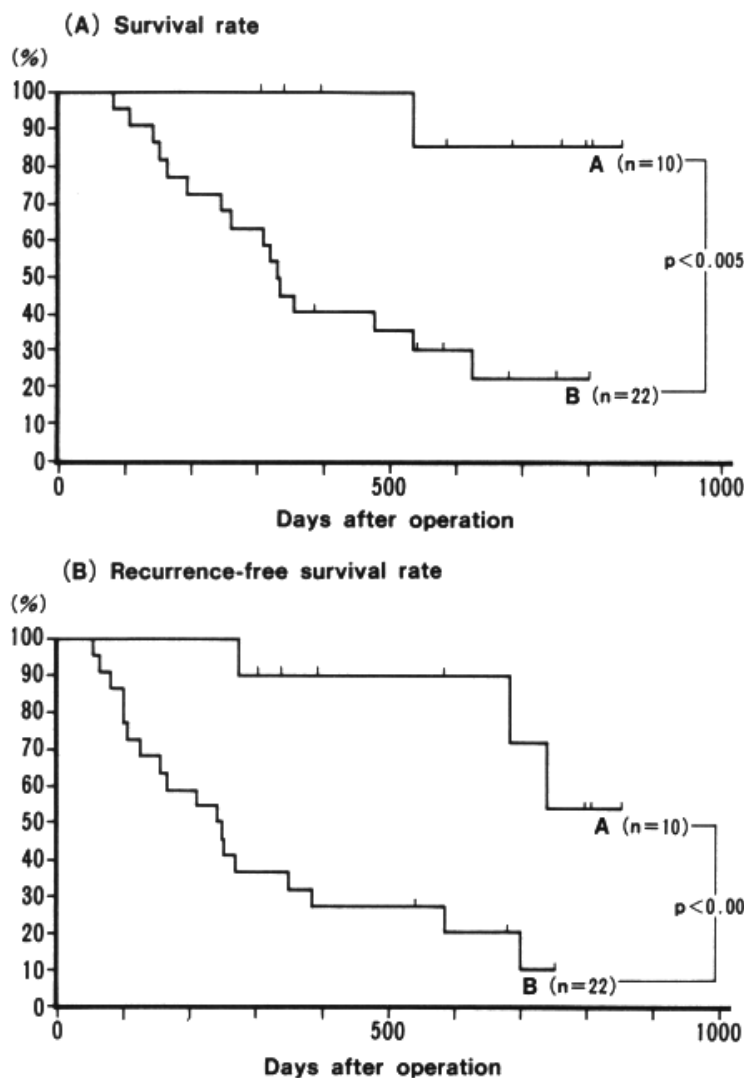 (A) Survival rate
(%)
100
90
80
70
60
50
40
30
20
10
0
A (n=10)
p<0.005
B (n=22)
0 500 1000
Days after operation
(B) Recurrence-free survival rate
(%)
100
90
80
70
60
50
40
30
20
10
0
A (n=10)
p<0.00
B (n=22)
0 500 1000
Days after operation